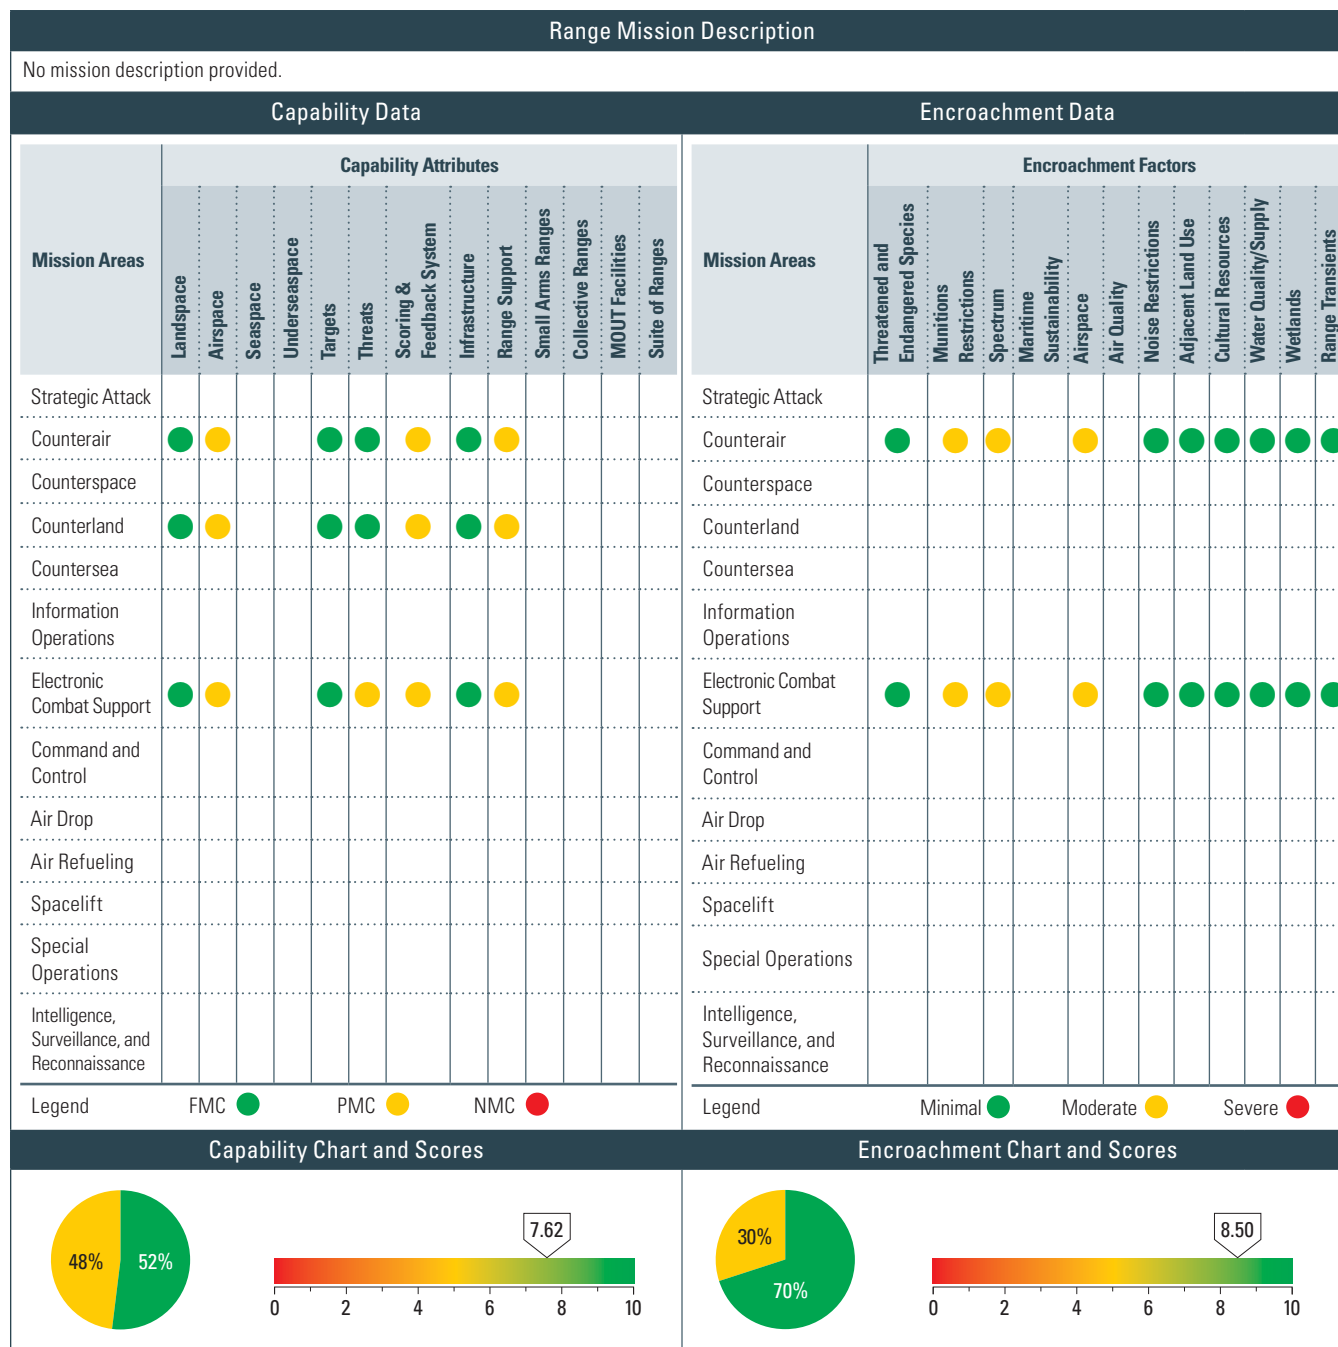 Range Mission Description
No mission description provided.
Capability Data
Encroachment Data
Mission Areas
Capability Attributes
Landspace
Airspace
Seaspace
Underseaspace
Targets
Threats
Scoring &
Feedback System
Infrastructure
Range Support
Small Arms Ranges
Collective Ranges
MOUT Facilities
Suite of Ranges
Strategic Attack
Counterair
Counterspace
Counterland
Countersea
Information
Operations
Electronic
Combat Support
Command and
Control
Air Drop
Air Refueling
Spacelift
Special
Operations
Intelligence,
Surveillance, and
Reconnaissance
Legend
FMC
PMC
NMC
Mission Areas
Encroachment Factors
Threatened and
Endangered Species
Munitions
Restrictions
Spectrum
Maritime
Sustainability
Airspace
Air Quality
Noise Restrictions
Adjacent Land Use
Cultural Resources
Water Quality/Supply
Wetlands
Range Transients
Strategic Attack
Counterair
Counterspace
Counterland
Countersea
Information
Operations
Electronic Combat
Support
Command and
Control
Air Drop
Air Refueling
Spacelift
Special Operations
Intelligence,
Surveillance, and
Reconnaissance
Legend
Minimal
Moderate
Severe
Capability Chart and Scores
48%
52%
7.62
0 2 4 6 8 10
Encroachment Chart and Scores
30%
70%
8.50
0 2 4 6 8 10